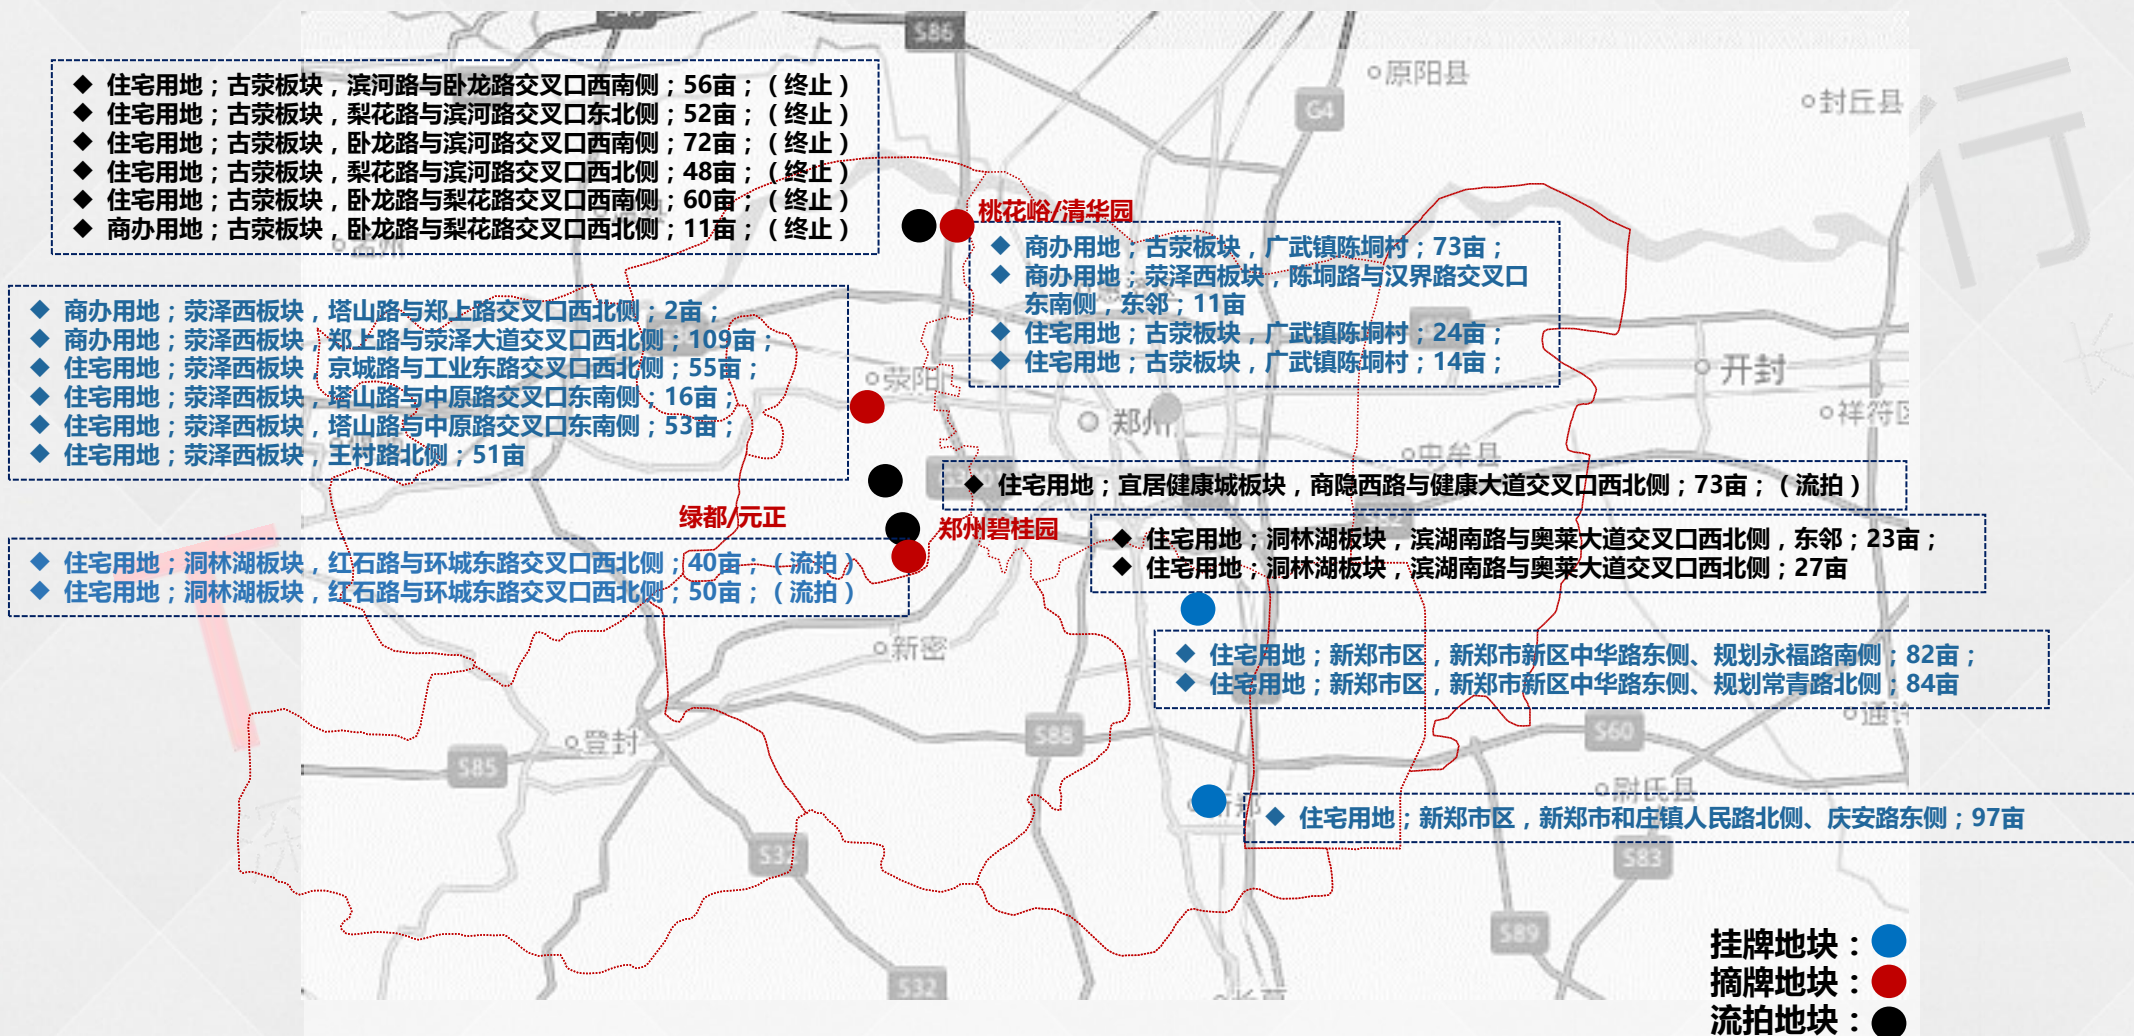 S86
原阳县
封丘县
G4
◆ 住宅用地；古荥板块，滨河路与卧龙路交叉口西南侧；56亩；（终止）
◆ 住宅用地；古荥板块，梨花路与滨河路交叉口东北侧；52亩；（终止）
◆ 住宅用地；古荥板块，卧龙路与滨河路交叉口西南侧；72亩；（终止）
◆ 住宅用地；古荥板块，梨花路与滨河路交叉口西北侧；48亩；（终止）
◆ 住宅用地；古荥板块，卧龙路与梨花路交叉口西南侧；60亩；（终止）
◆ 商办用地；古荥板块，卧龙路与梨花路交叉口西北侧；11亩；（终止）
孟州
桃花峪/清华园
◆ 商办用地；古荥板块，广武镇陈垌村；73亩；
◆ 商办用地；荥泽西板块，陈垌路与汉界路交叉口
东南侧，东邻；11亩
◆ 住宅用地；古荥板块，广武镇陈垌村；24亩；
◆ 住宅用地；古荥板块，广武镇陈垌村；14亩；
◆ 商办用地；荥泽西板块，塔山路与郑上路交叉口西北侧；2亩；
◆ 商办用地；荥泽西板块，郑上路与荥泽大道交叉口西北侧；109亩；
◆ 住宅用地；荥泽西板块，京城路与工业东路交叉口西北侧；55亩；
◆ 住宅用地；荥泽西板块，塔山路与中原路交叉口东南侧；16亩；
◆ 住宅用地；荥泽西板块，塔山路与中原路交叉口东南侧；53亩；
◆ 住宅用地；荥泽西板块，王村路北侧；51亩
荥阳
郑州
开封
祥符区
中牟县
◆ 住宅用地；宜居健康城板块，商隐西路与健康大道交叉口西北侧；73亩；（流拍）
绿都/元正
郑州碧桂园
◆ 住宅用地；洞林湖板块，滨湖南路与奥莱大道交叉口西北侧，东邻；23亩；
◆ 住宅用地；洞林湖板块，滨湖南路与奥莱大道交叉口西北侧；27亩
◆ 住宅用地；洞林湖板块，红石路与环城东路交叉口西北侧；40亩；（流拍）
◆ 住宅用地；洞林湖板块，红石路与环城东路交叉口西北侧；50亩；（流拍）
新密
◆ 住宅用地；新郑市区，新郑市新区中华路东侧、规划永福路南侧；82亩；
◆ 住宅用地；新郑市区，新郑市新区中华路东侧、规划常青路北侧；84亩
登封
S85
S88
S60
通许
尉氏县
新郑
◆ 住宅用地；新郑市区，新郑市和庄镇人民路北侧、庆安路东侧；97亩
S32
S83
S89
S32
挂牌地块：
摘牌地块：
流拍地块：
行